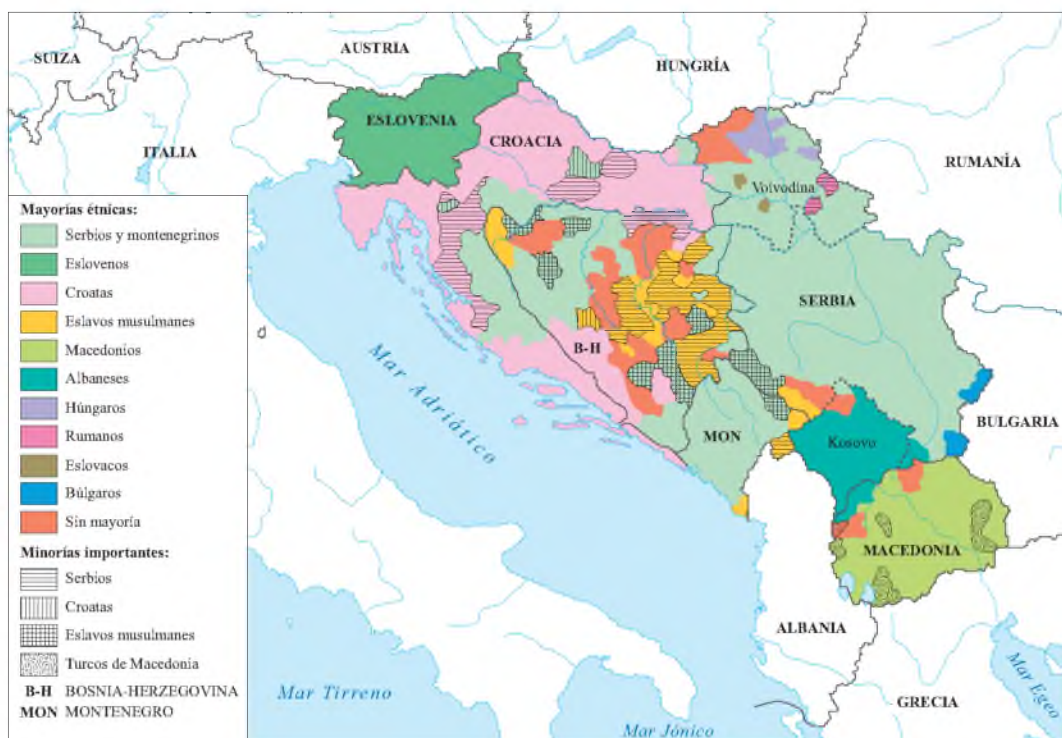 SUIZA
AUSTRIA
HUNGRÍA
RUMANÍA
ITALIA
ESLOVENIA
CROACIA
Voivodina
SERBIA
B-H
MON
Kosovo
BULGARIA
MACEDONIA
ALBANIA
GRECIA
Mar Adriático
Mar Tirreno
Mar Jónico
Mar Egeo
d
Mayorías étnicas:
Serbios y montenegrinos
Eslovenos
Croatas
Eslavos musulmanes
Macedonios
Albaneses
Húngaros
Rumanos
Eslovacos
Búlgaros
Sin mayoría
Minorías importantes:
Serbios
Croatas
Eslavos musulmanes
Turcos de Macedonia
B-H BOSNIA-HERZEGOVINA
MON MONTENEGRO